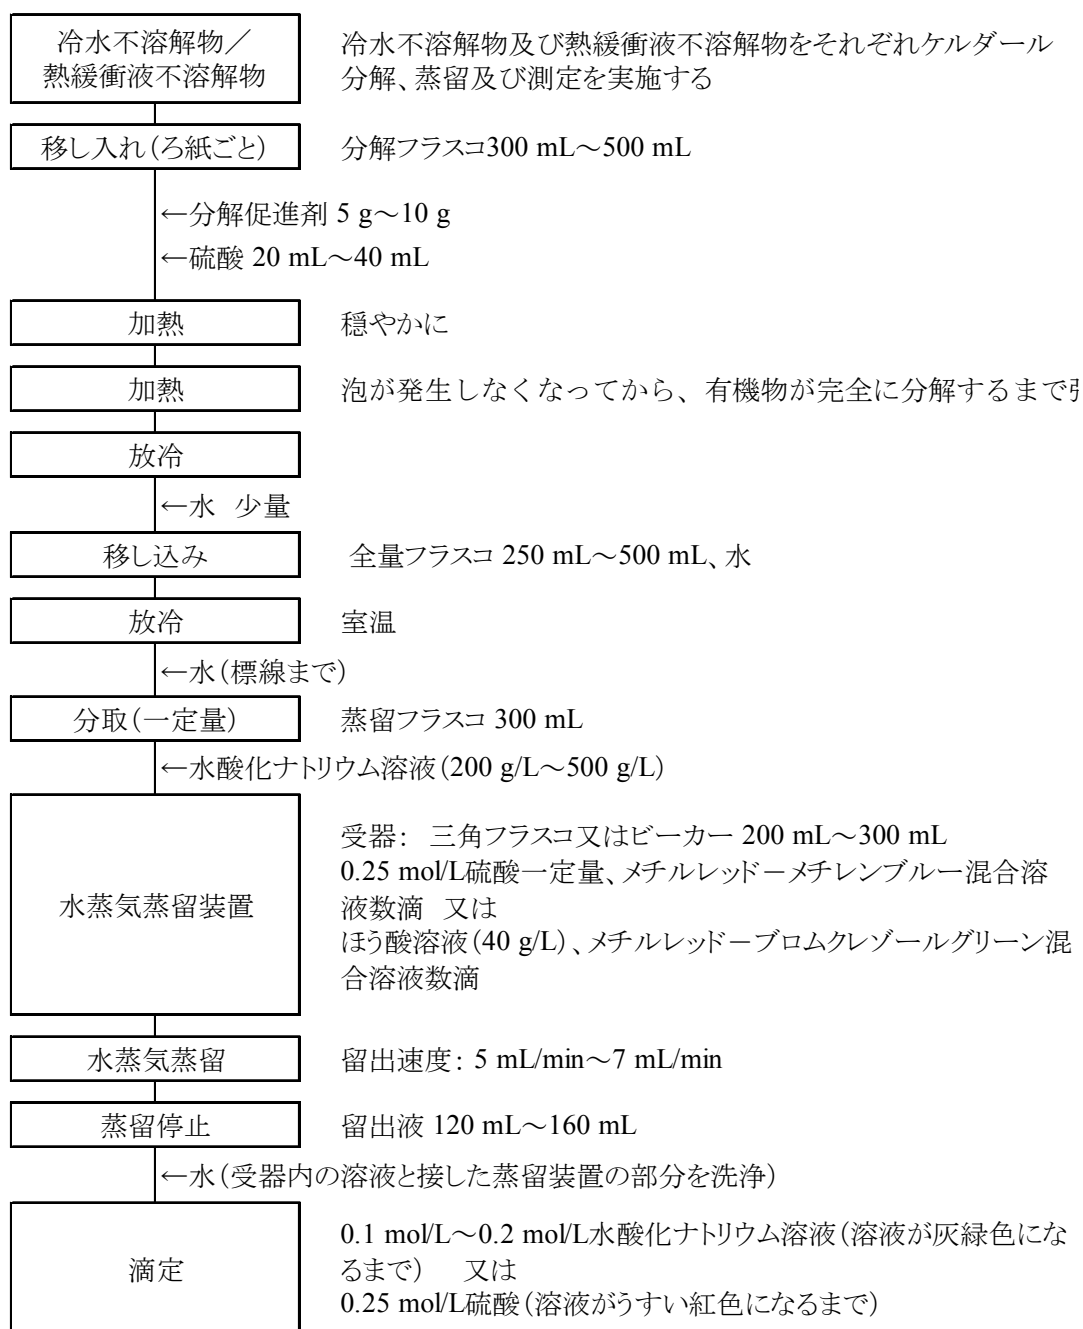 冷水不溶解物／
熱緩衝液不溶解物
冷水不溶解物及び熱緩衝液不溶解物をそれぞれケルダール
分解、蒸留及び測定を実施する
移し入れ（ろ紙ごと）
分解フラスコ300 mL～500 mL
←分解促進剤 5 g～10 g
←硫酸 20 mL～40 mL
加熱
穏やかに
加熱
泡が発生しなくなってから、有機物が完全に分解するまで
放冷
←水　少量
移し込み
全量フラスコ 250 mL～500 mL、水
放冷
室温
←水（標線まで）
分取（一定量）
蒸留フラスコ 300 mL
←水酸化ナトリウム溶液（200 g/L～500 g/L）
水蒸気蒸留装置
受器：　三角フラスコ又はビーカー 200 mL～300 mL
0.25 mol/L硫酸一定量、メチルレッド－メチレンブルー混合溶
液数滴　又は
ほう酸溶液（40 g/L）、メチルレッド－ブロムクレゾールグリーン混
合溶液数滴
水蒸気蒸留
留出速度：5 mL/min～7 mL/min
蒸留停止
留出液 120 mL～160 mL
←水（受器内の溶液と接した蒸留装置の部分を洗浄）
滴定
0.1 mol/L～0.2 mol/L水酸化ナトリウム溶液（溶液が灰緑色にな
るまで）　又は
0.25 mol/L硫酸（溶液がうすい紅色になるまで）